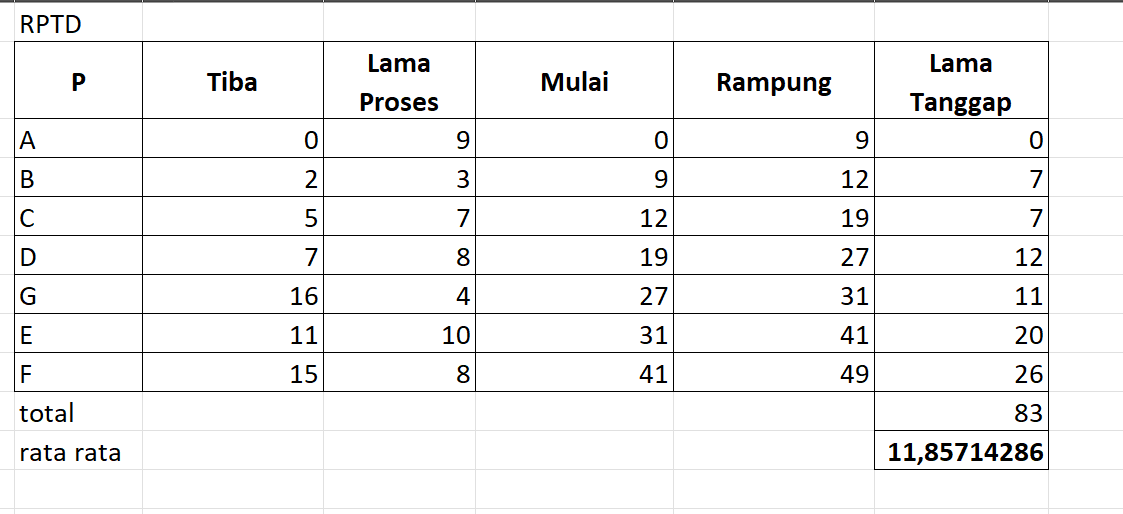 RPTD
P Tiba Lama Proses Mulai Rampung Lama Tanggap
A 0 9 0 9 0
B 2 3 9 12 7
C 5 7 12 19 7
D 7 8 19 27 12
G 16 4 27 31 11
E 11 10 31 41 20
F 15 8 41 49 26
total 83
rata rata 11,85714286